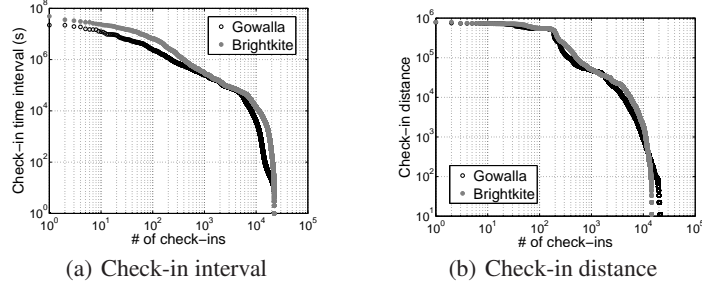 10^8
10^6
10^4
10^2
10^0
Check−in time interval (s)
Gowalla
Brightkite
10^0 10^1 10^2 10^3 10^4 10^5
# of check−ins
(a) Check-in interval
10^6
10^5
10^4
10^3
10^2
10^1
Check−in distance
Gowalla
Brightkite
10^0 10^1 10^2 10^3 10^4 10^5
# of check−ins
(b) Check-in distance